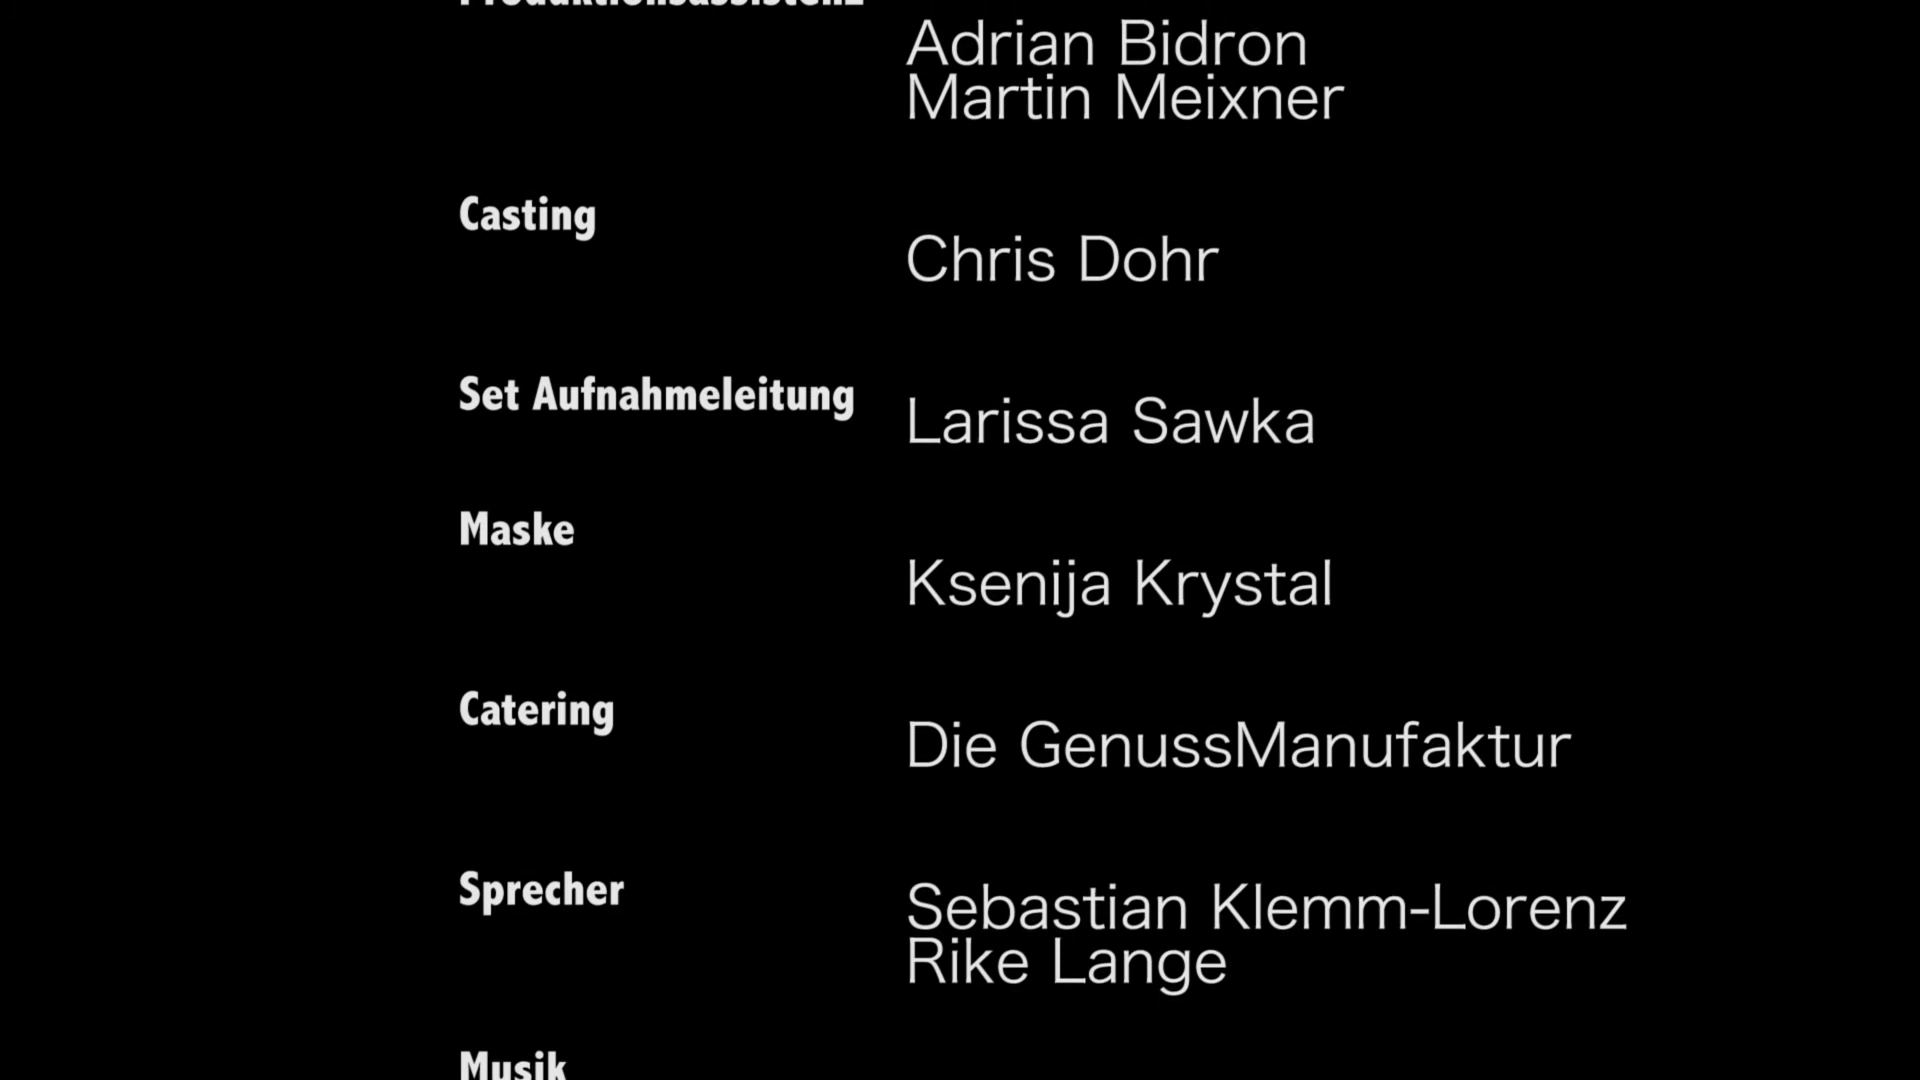 Produktionsassistenz
Adrian Bidron
Martin Meixner
Casting
Chris Dohr
Set Aufnahmeleitung
Larissa Sawka
Maske
Ksenija Krystal
Catering
Die GenussManufaktur
Sprecher
Sebastian Klemm-Lorenz
Rike Lange
Musik